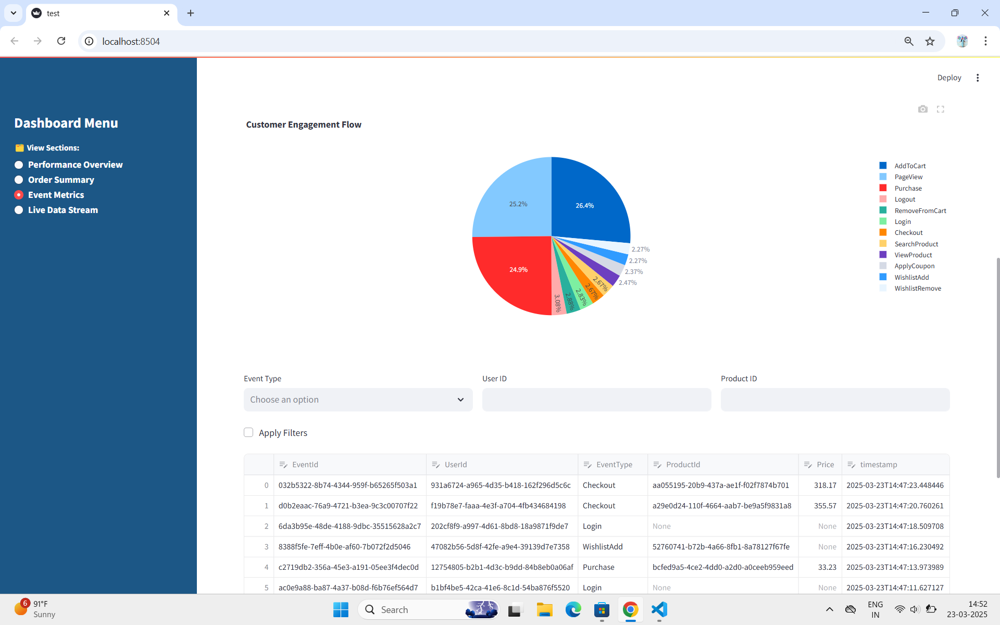 test
localhost:8504
Deploy
Dashboard Menu
View Sections:
Performance Overview
Order Summary
Event Metrics
Live Data Stream
Customer Engagement Flow
25.2%
26.4%
24.9%
3.08%
2.88%
2.83%
2.67%
2.67%
2.47%
2.37%
2.27%
2.27%
AddToCart
PageView
Purchase
Logout
RemoveFromCart
Login
Checkout
SearchProduct
ViewProduct
ApplyCoupon
WishlistAdd
WishlistRemove
Event Type User ID Product ID
Choose an option
Apply Filters
EventId UserId EventType ProductId Price timestamp
0 032b5322-8b74-4344-959f-b65265f503a1 931a6724-a965-4d35-b418-162f296d5c6c Checkout aa055195-20b9-437a-ae1f-f02f7874b701 318.17 2025-03-23T14:47:23.448446
1 d0b2eaac-76a9-4721-b3ea-9c3c00707f22 f19b78e7-faaa-4e3f-a704-4fb434684198 Checkout a29e0d24-110f-4664-aab7-be9a5f9831a8 355.57 2025-03-23T14:47:20.760261
2 6da3b95e-48de-4188-9dbc-35515628a2c7 202cf8f9-a997-4d61-8bd8-18a9871f9de7 Login None None 2025-03-23T14:47:18.509708
3 8388f5fe-7eff-4b0e-af60-7b072f2d5046 47082b56-5d8f-42fe-a9e4-39139d7e7358 WishlistAdd 52760741-b72b-4a66-8fb1-8a78127f67fe None 2025-03-23T14:47:16.230492
4 c2719db2-356a-45e3-a191-05ee3f4dec0d 12754805-b2b1-4d3c-b9dd-84b8eb0a06af Purchase bcfed9a5-4ce2-4dd0-a2d0-a0ceeb959eed 33.23 2025-03-23T14:47:13.973989
5 ac0e9a88-ba87-4a37-b08d-f6b76ef564d7 b1bf4be5-42ca-41e6-8c1d-54ba876f5520 Login None None 2025-03-23T14:47:11.627127
6
91°F
Sunny
Search
ENG
IN
14:52
23-03-2025